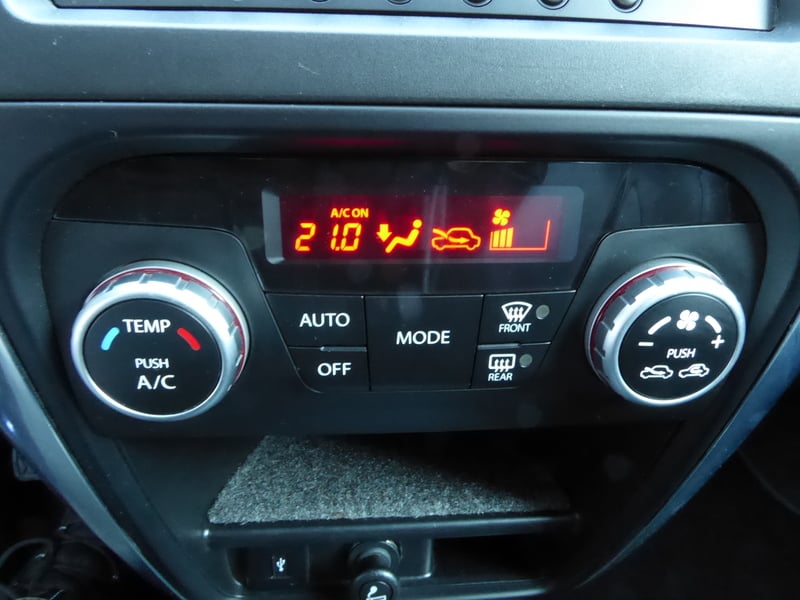 A/C ON
21.0
TEMP
PUSH
A/C
AUTO
OFF
MODE
FRONT
REAR
- +
PUSH